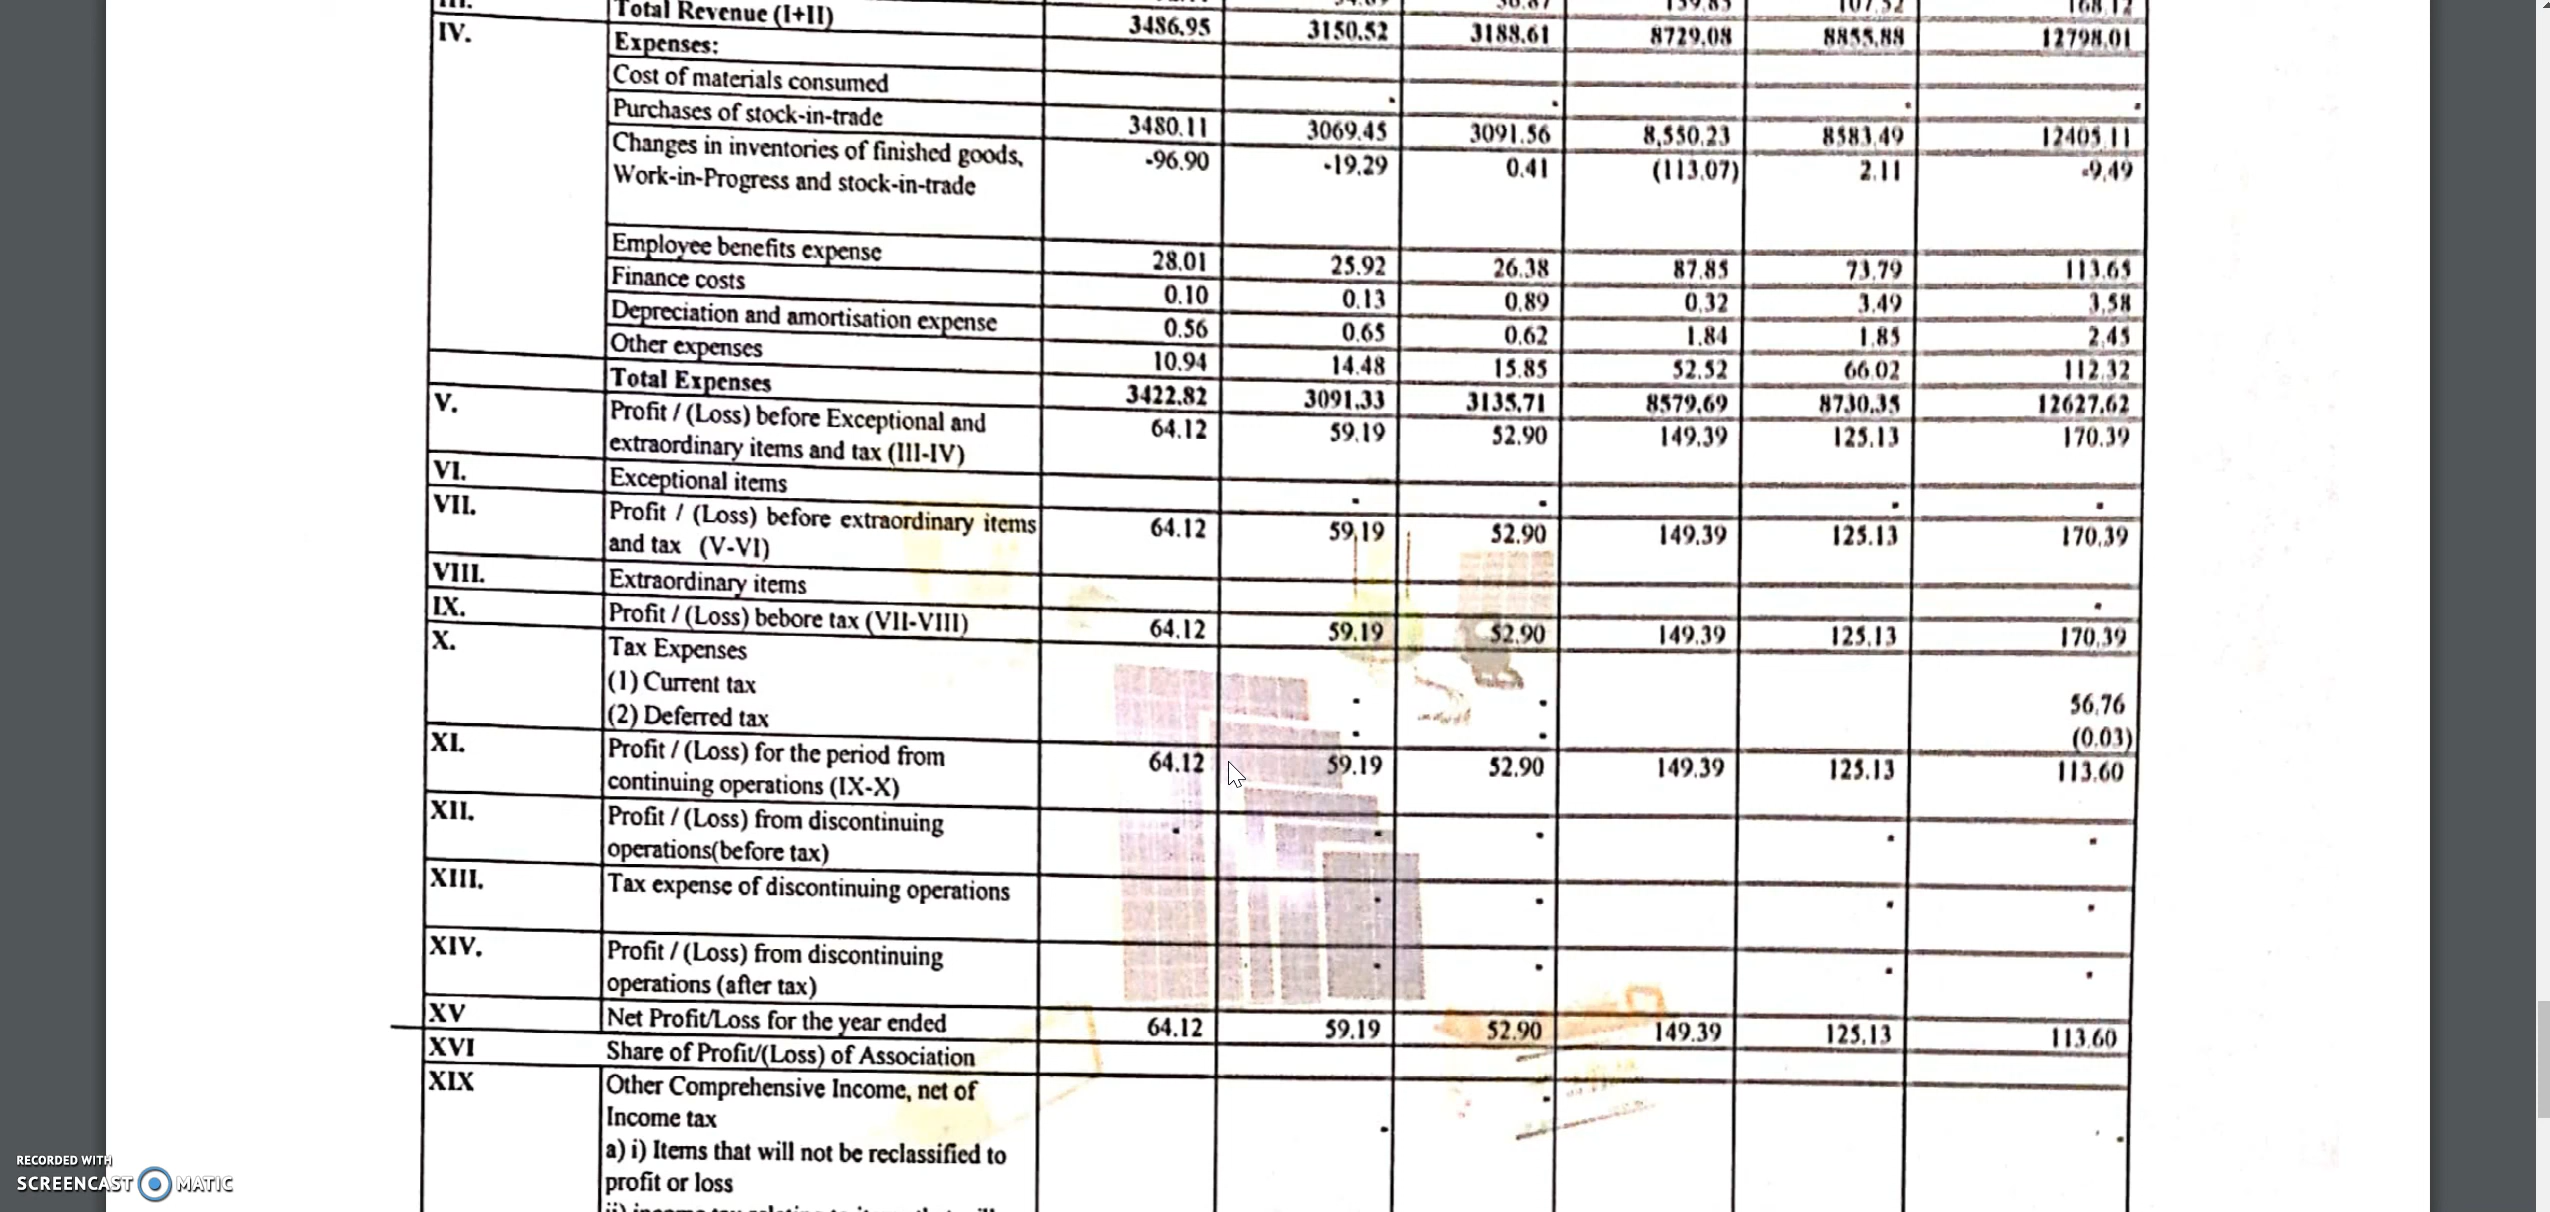 III. Total Revenue (I+II) 3486.95 3150.52 3188.61 8729.08 8855.88 12798.01
IV. Expenses:
Cost of materials consumed - - - -
Purchases of stock-in-trade 3480.11 3069.45 3091.56 8,550.23 8583.49 12405.11
Changes in inventories of finished goods, -96.90 -19.29 0.41 (113.07) 2.11 -9.49
Work-in-Progress and stock-in-trade
Employee benefits expense 28.01 25.92 26.38 87.85 73.79 113.65
Finance costs 0.10 0.13 0.89 0.32 3.49 3.58
Depreciation and amortisation expense 0.56 0.65 0.62 1.84 1.85 2.45
Other expenses 10.94 14.48 15.85 52.52 66.02 112.32
Total Expenses 3422.82 3091.33 3135.71 8579.69 8730.35 12627.62
V. Profit / (Loss) before Exceptional and 64.12 59.19 52.90 149.39 125.13 170.39
extraordinary items and tax (III-IV)
VI. Exceptional items - - - -
VII. Profit / (Loss) before extraordinary items 64.12 59.19 52.90 149.39 125.13 170.39
and tax (V-VI)
VIII. Extraordinary items -
IX. Profit / (Loss) bebore tax (VII-VIII) 64.12 59.19 52.90 149.39 125.13 170.39
X. Tax Expenses
(1) Current tax - - 56.76
(2) Deferred tax - - (0.03)
XI. Profit / (Loss) for the period from 64.12 59.19 52.90 149.39 125.13 113.60
continuing operations (IX-X)
XII. Profit / (Loss) from discontinuing - - - - -
operations(before tax)
XIII. Tax expense of discontinuing operations - - - -
XIV. Profit / (Loss) from discontinuing - - - -
operations (after tax)
XV Net Profit/Loss for the year ended 64.12 59.19 52.90 149.39 125.13 113.60
XVI Share of Profit/(Loss) of Association
XIX Other Comprehensive Income, net of - - -
Income tax
a) i) Items that will not be reclassified to
profit or loss
RECORDED WITH
SCREENCAST MATIC